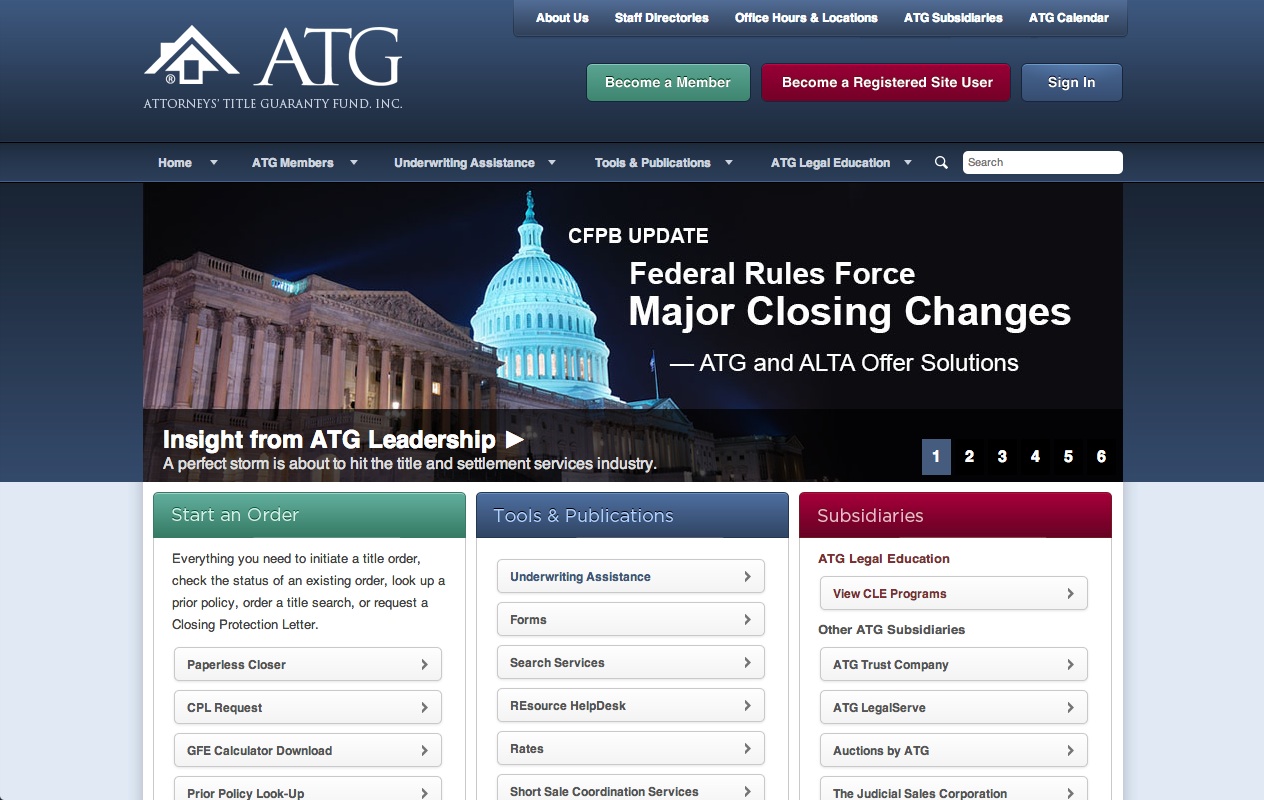 About Us
Staff Directories
Office Hours & Locations
ATG Subsidiaries
ATG Calendar
® ATG
ATTORNEYS' TITLE GUARANTY FUND, INC.
Become a Member
Become a Registered Site User
Sign In
Home
ATG Members
Underwriting Assistance
Tools & Publications
ATG Legal Education
Search
CFPB UPDATE
Federal Rules Force
Major Closing Changes
— ATG and ALTA Offer Solutions
Insight from ATG Leadership ▶
A perfect storm is about to hit the title and settlement services industry.
1 2 3 4 5 6
Start an Order
Everything you need to initiate a title order,
check the status of an existing order, look up a
prior policy, order a title search, or request a
Closing Protection Letter.
Paperless Closer
CPL Request
GFE Calculator Download
Prior Policy Look-Up
Tools & Publications
Underwriting Assistance
Forms
Search Services
REsource HelpDesk
Rates
Short Sale Coordination Services
Subsidiaries
ATG Legal Education
View CLE Programs
Other ATG Subsidiaries
ATG Trust Company
ATG LegalServe
Auctions by ATG
The Judicial Sales Corporation